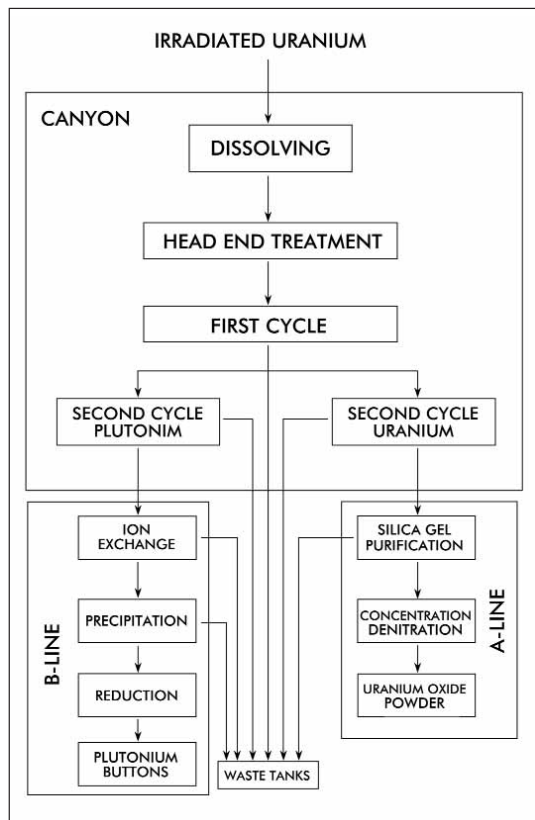 IRRADIATED URANIUM
CANYON
DISSOLVING
HEAD END TREATMENT
FIRST CYCLE
SECOND CYCLE
PLUTONIM
SECOND CYCLE
URANIUM
ION
EXCHANGE
SILICA GEL
PURIFICATION
PRECIPITATION
CONCENTRATION
DENITRATION
B-LINE
A-LINE
REDUCTION
URANIUM OXIDE
POWDER
PLUTONIUM
BUTTONS
WASTE TANKS